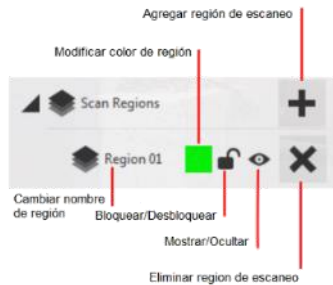 Agregar región de escaneo
Modificar color de región
Scan Regions
Region 01
Cambiar nombre
de región
Bloquear/Desbloquear
Mostrar/Ocultar
Eliminar region de escaneo